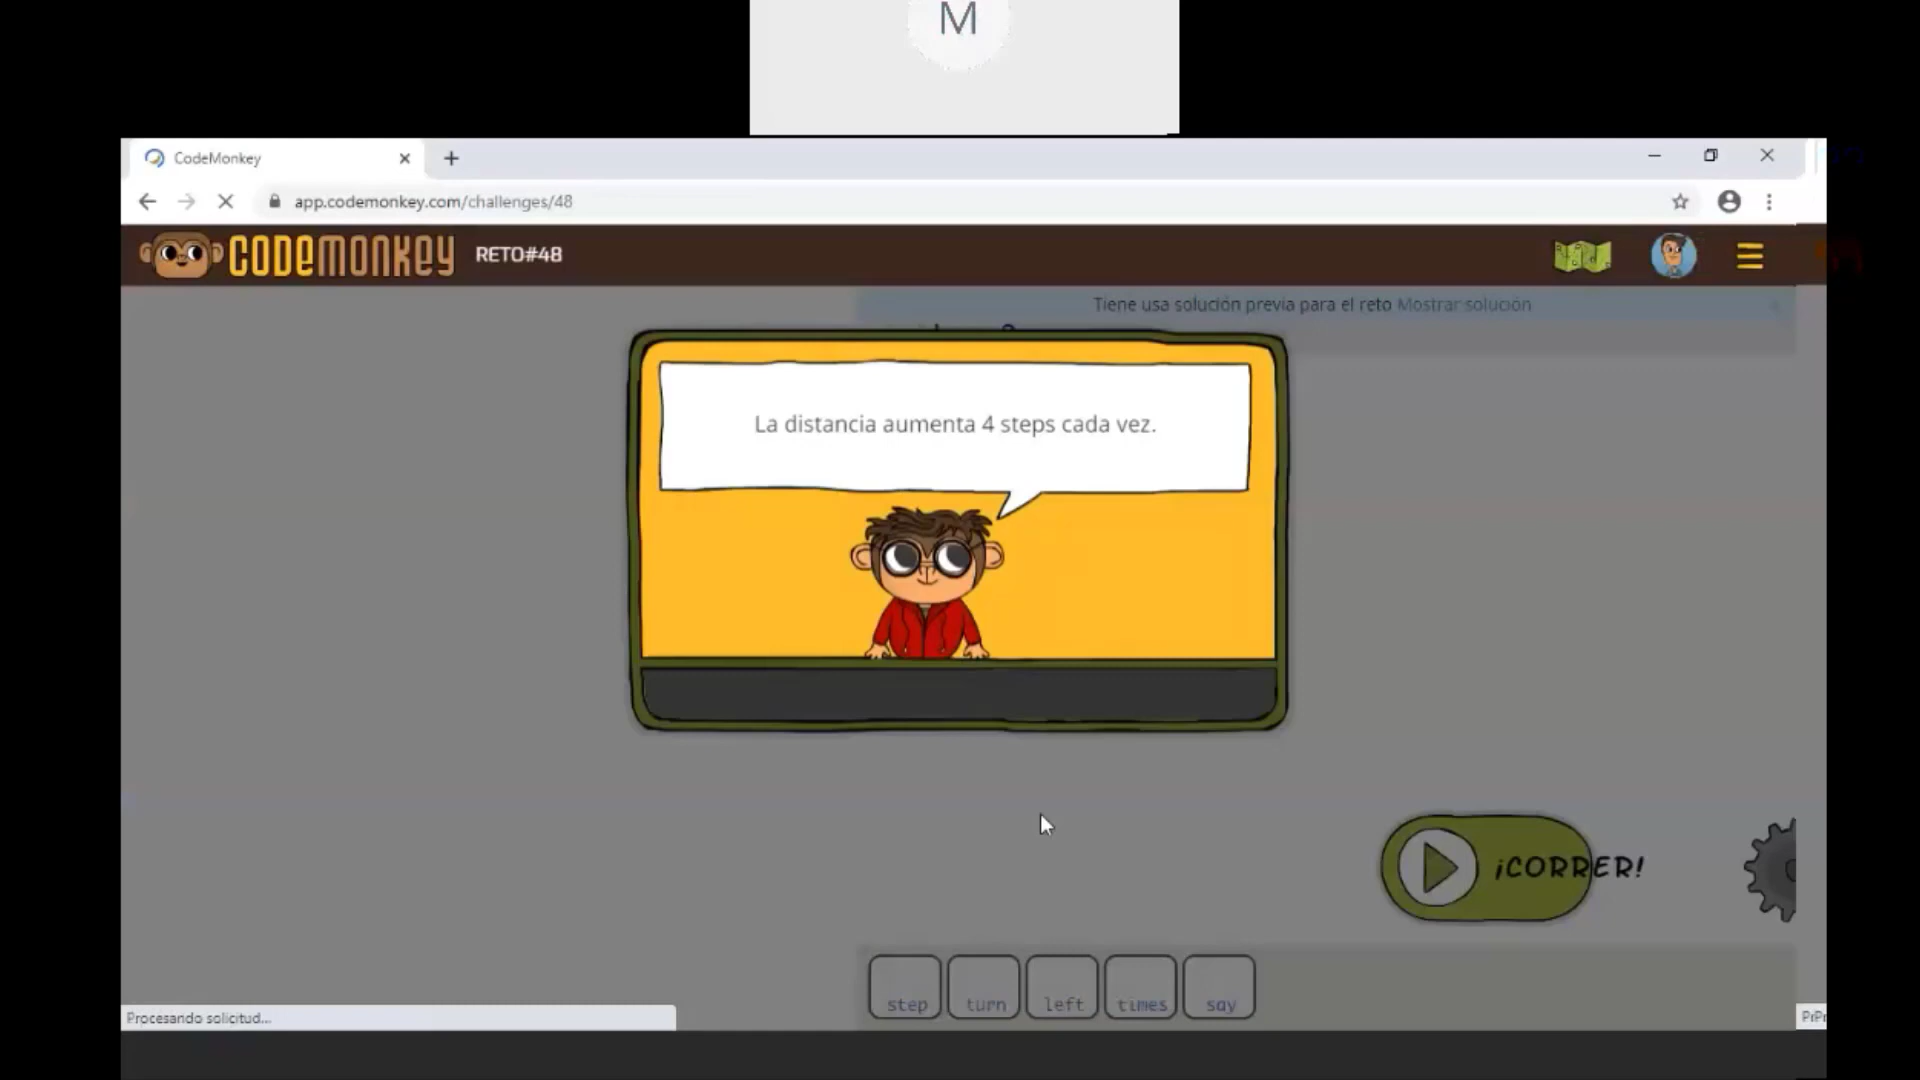 M
CodeMonkey
app.codemonkey.com/challenges/48
CODEMONKEY RETO#48
Tiene usa solución previa para el reto Mostrar solución
La distancia aumenta 4 steps cada vez.
¡CORRER!
step turn left times say
Procesando solicitud...